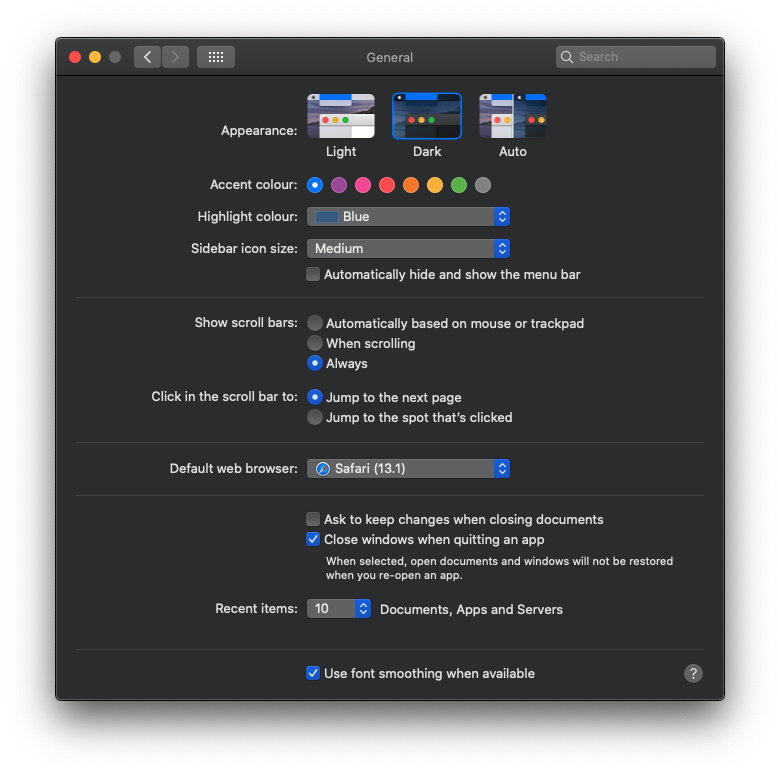 General
Search
Appearance:
Light Dark Auto
Accent colour:
Highlight colour: Blue
Sidebar icon size: Medium
Automatically hide and show the menu bar
Show scroll bars: Automatically based on mouse or trackpad
When scrolling
Always
Click in the scroll bar to: Jump to the next page
Jump to the spot that's clicked
Default web browser: Safari (13.1)
Ask to keep changes when closing documents
Close windows when quitting an app
When selected, open documents and windows will not be restored
when you re-open an app.
Recent items: 10 Documents, Apps and Servers
Use font smoothing when available ?